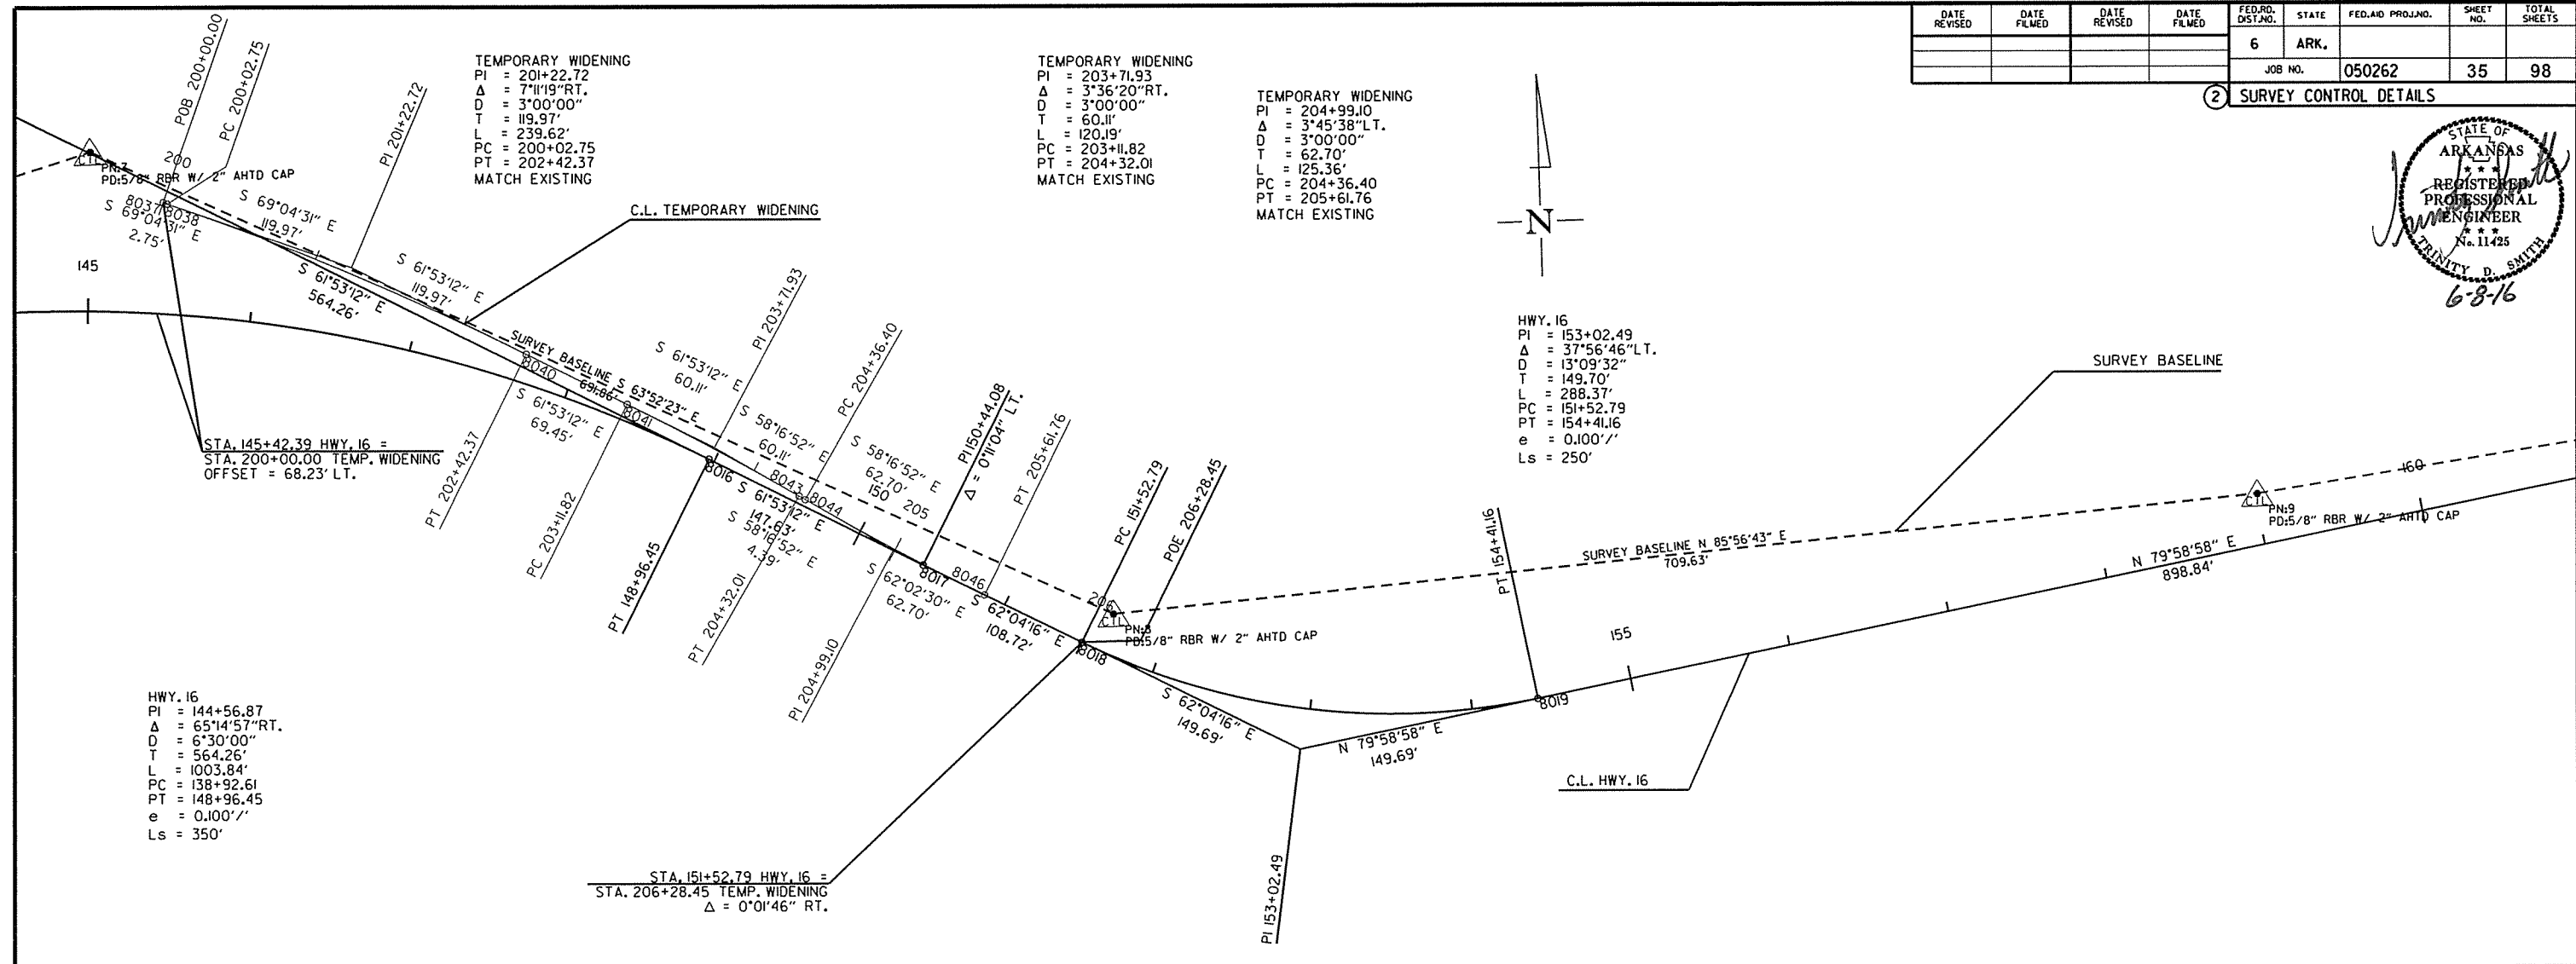 DATE REVISED
DATE FILMED
DATE REVISED
DATE FILMED
FED.RD. DIST.NO.
STATE
FED.AID PROJ.NO.
SHEET NO.
TOTAL SHEETS
6
ARK.
JOB NO.
050262
35
98
2
SURVEY CONTROL DETAILS
STATE OF
ARKANSAS
★ ★ ★
REGISTERED
PROFESSIONAL
ENGINEER
★ ★ ★
No. 11425
TRINITY D. SMITH
6-8-16
TEMPORARY WIDENING
PI = 201+22.72
Δ = 7°11'19"RT.
D = 3°00'00"
T = 119.97'
L = 239.62'
PC = 200+02.75
PT = 202+42.37
MATCH EXISTING
TEMPORARY WIDENING
PI = 203+71.93
Δ = 3°36'20"RT.
D = 3°00'00"
T = 60.11'
L = 120.19'
PC = 203+11.82
PT = 204+32.01
MATCH EXISTING
TEMPORARY WIDENING
PI = 204+99.10
Δ = 3°45'38"LT.
D = 3°00'00"
T = 62.70'
L = 125.36'
PC = 204+36.40
PT = 205+61.76
MATCH EXISTING
N
POB 200+00.00
PC 200+02.75
PI 201+22.72
200
CTL
PN:7
PD:5/8" RBR W/ 2" AHTD CAP
8037
8038
S 69°04'31" E
2.75'
S 69°04'31" E
119.97'
145
S 61°53'12" E
564.26'
S 61°53'12" E
119.97'
C.L. TEMPORARY WIDENING
SURVEY BASELINE S 63°52'23" E
691.86'
8040
8041
S 61°53'12" E
69.45'
PI 203+71.93
S 61°53'12" E
60.11'
PC 204+36.40
S 58°16'52" E
60.11'
S 58°16'52" E
62.70'
150
205
PI 150+44.08
Δ = 0°11'04" LT.
PT 205+61.76
PC 151+52.79
POE 206+28.45
STA. 145+42.39 HWY. 16 =
STA. 200+00.00 TEMP. WIDENING
OFFSET = 68.23' LT.
PT 202+42.37
PC 203+11.82
8016
PT 148+96.45
S 61°53'12" E
147.63'
S 58°16'52" E
4.39'
8043
8044
PT 204+32.01
PI 204+99.10
S 62°02'30" E
62.70'
8017
8046
S 62°04'16" E
108.72'
206
CTL
PN:8
PD:5/8" RBR W/ 2" AHTD CAP
8018
HWY. 16
PI = 153+02.49
Δ = 37°56'46"LT.
D = 13°09'32"
T = 149.70'
L = 288.37'
PC = 151+52.79
PT = 154+41.16
e = 0.100'/'
Ls = 250'
SURVEY BASELINE
160
CTL
PN:9
PD:5/8" RBR W/ 2" AHTD CAP
SURVEY BASELINE N 85°56'43" E
709.63'
PT 154+41.16
N 79°58'58" E
898.84'
155
8019
S 62°04'16" E
149.69'
N 79°58'58" E
149.69'
C.L. HWY. 16
PI 153+02.49
HWY. 16
PI = 144+56.87
Δ = 65°14'57"RT.
D = 6°30'00"
T = 564.26'
L = 1003.84'
PC = 138+92.61
PT = 148+96.45
e = 0.100'/'
Ls = 350'
STA. 151+52.79 HWY. 16 =
STA. 206+28.45 TEMP. WIDENING
Δ = 0°01'46" RT.